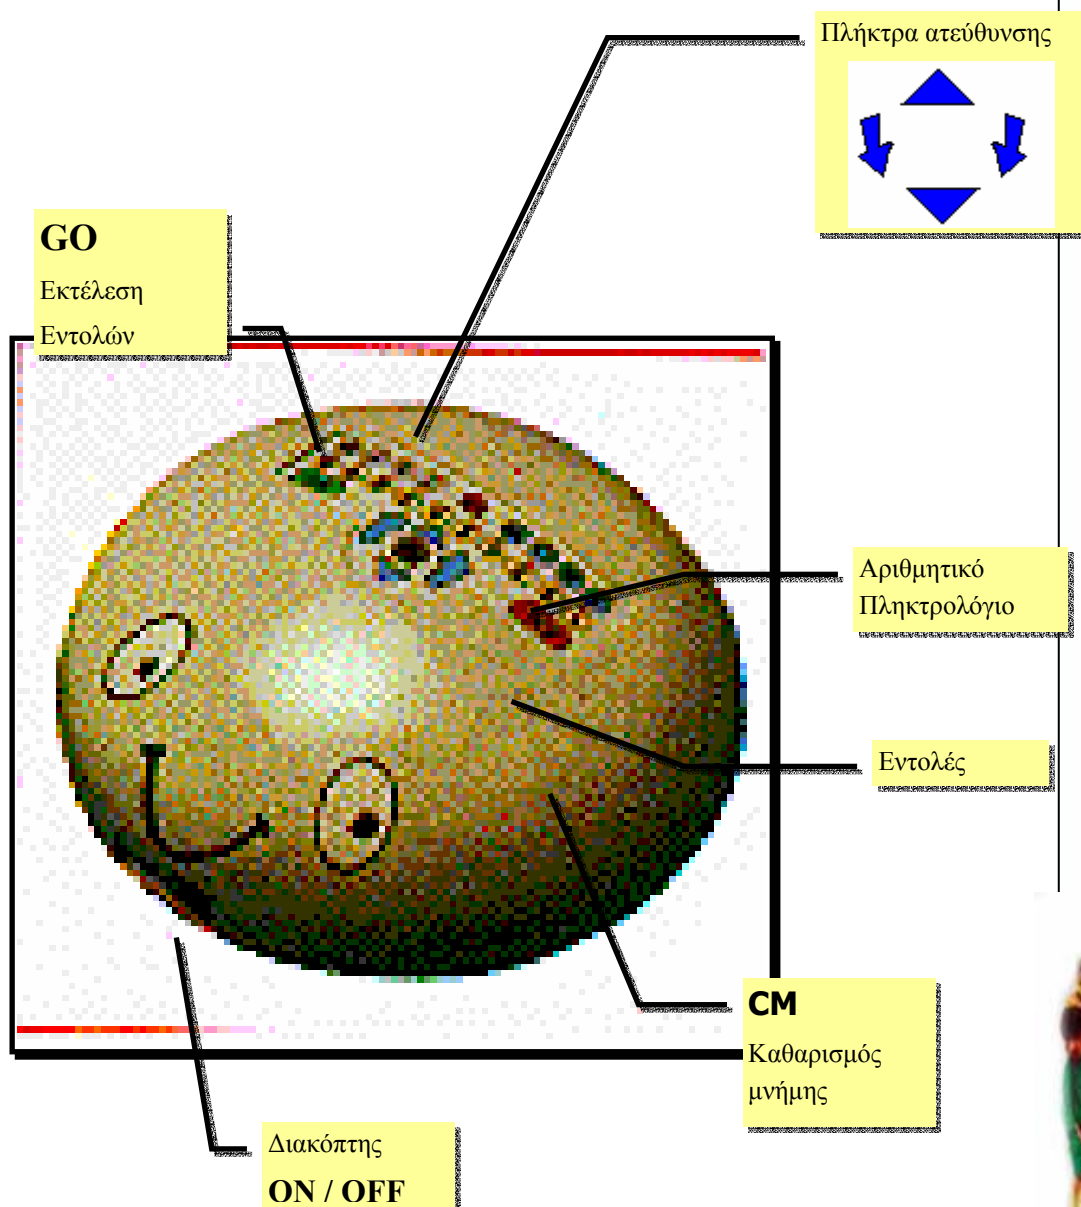 Πλήκτρα ατεύθυνσης
GO
Εκτέλεση
Εντολών
Αριθμητικό
Πληκτρολόγιο
Εντολές
CM
Καθαρισμός
μνήμης
Διακόπτης
ON / OFF